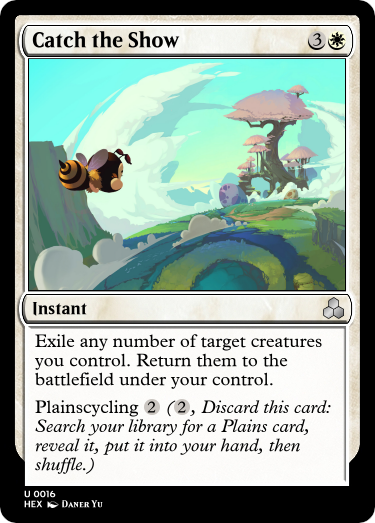 Catch the Show 3
Instant
Exile any number of target creatures
you control. Return them to the
battlefield under your control.
Plainscycling 2 (2, Discard this card:
Search your library for a Plains card,
reveal it, put it into your hand, then
shuffle.)
U 0016
HEX DANER YU